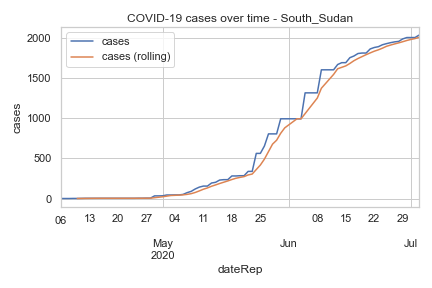 COVID-19 cases over time - South_Sudan
cases
cases (rolling)
cases
2000
1500
1000
500
0
06 13 20 27 04 11 18 25 08 15 22 29
May Jun Jul
2020
dateRep